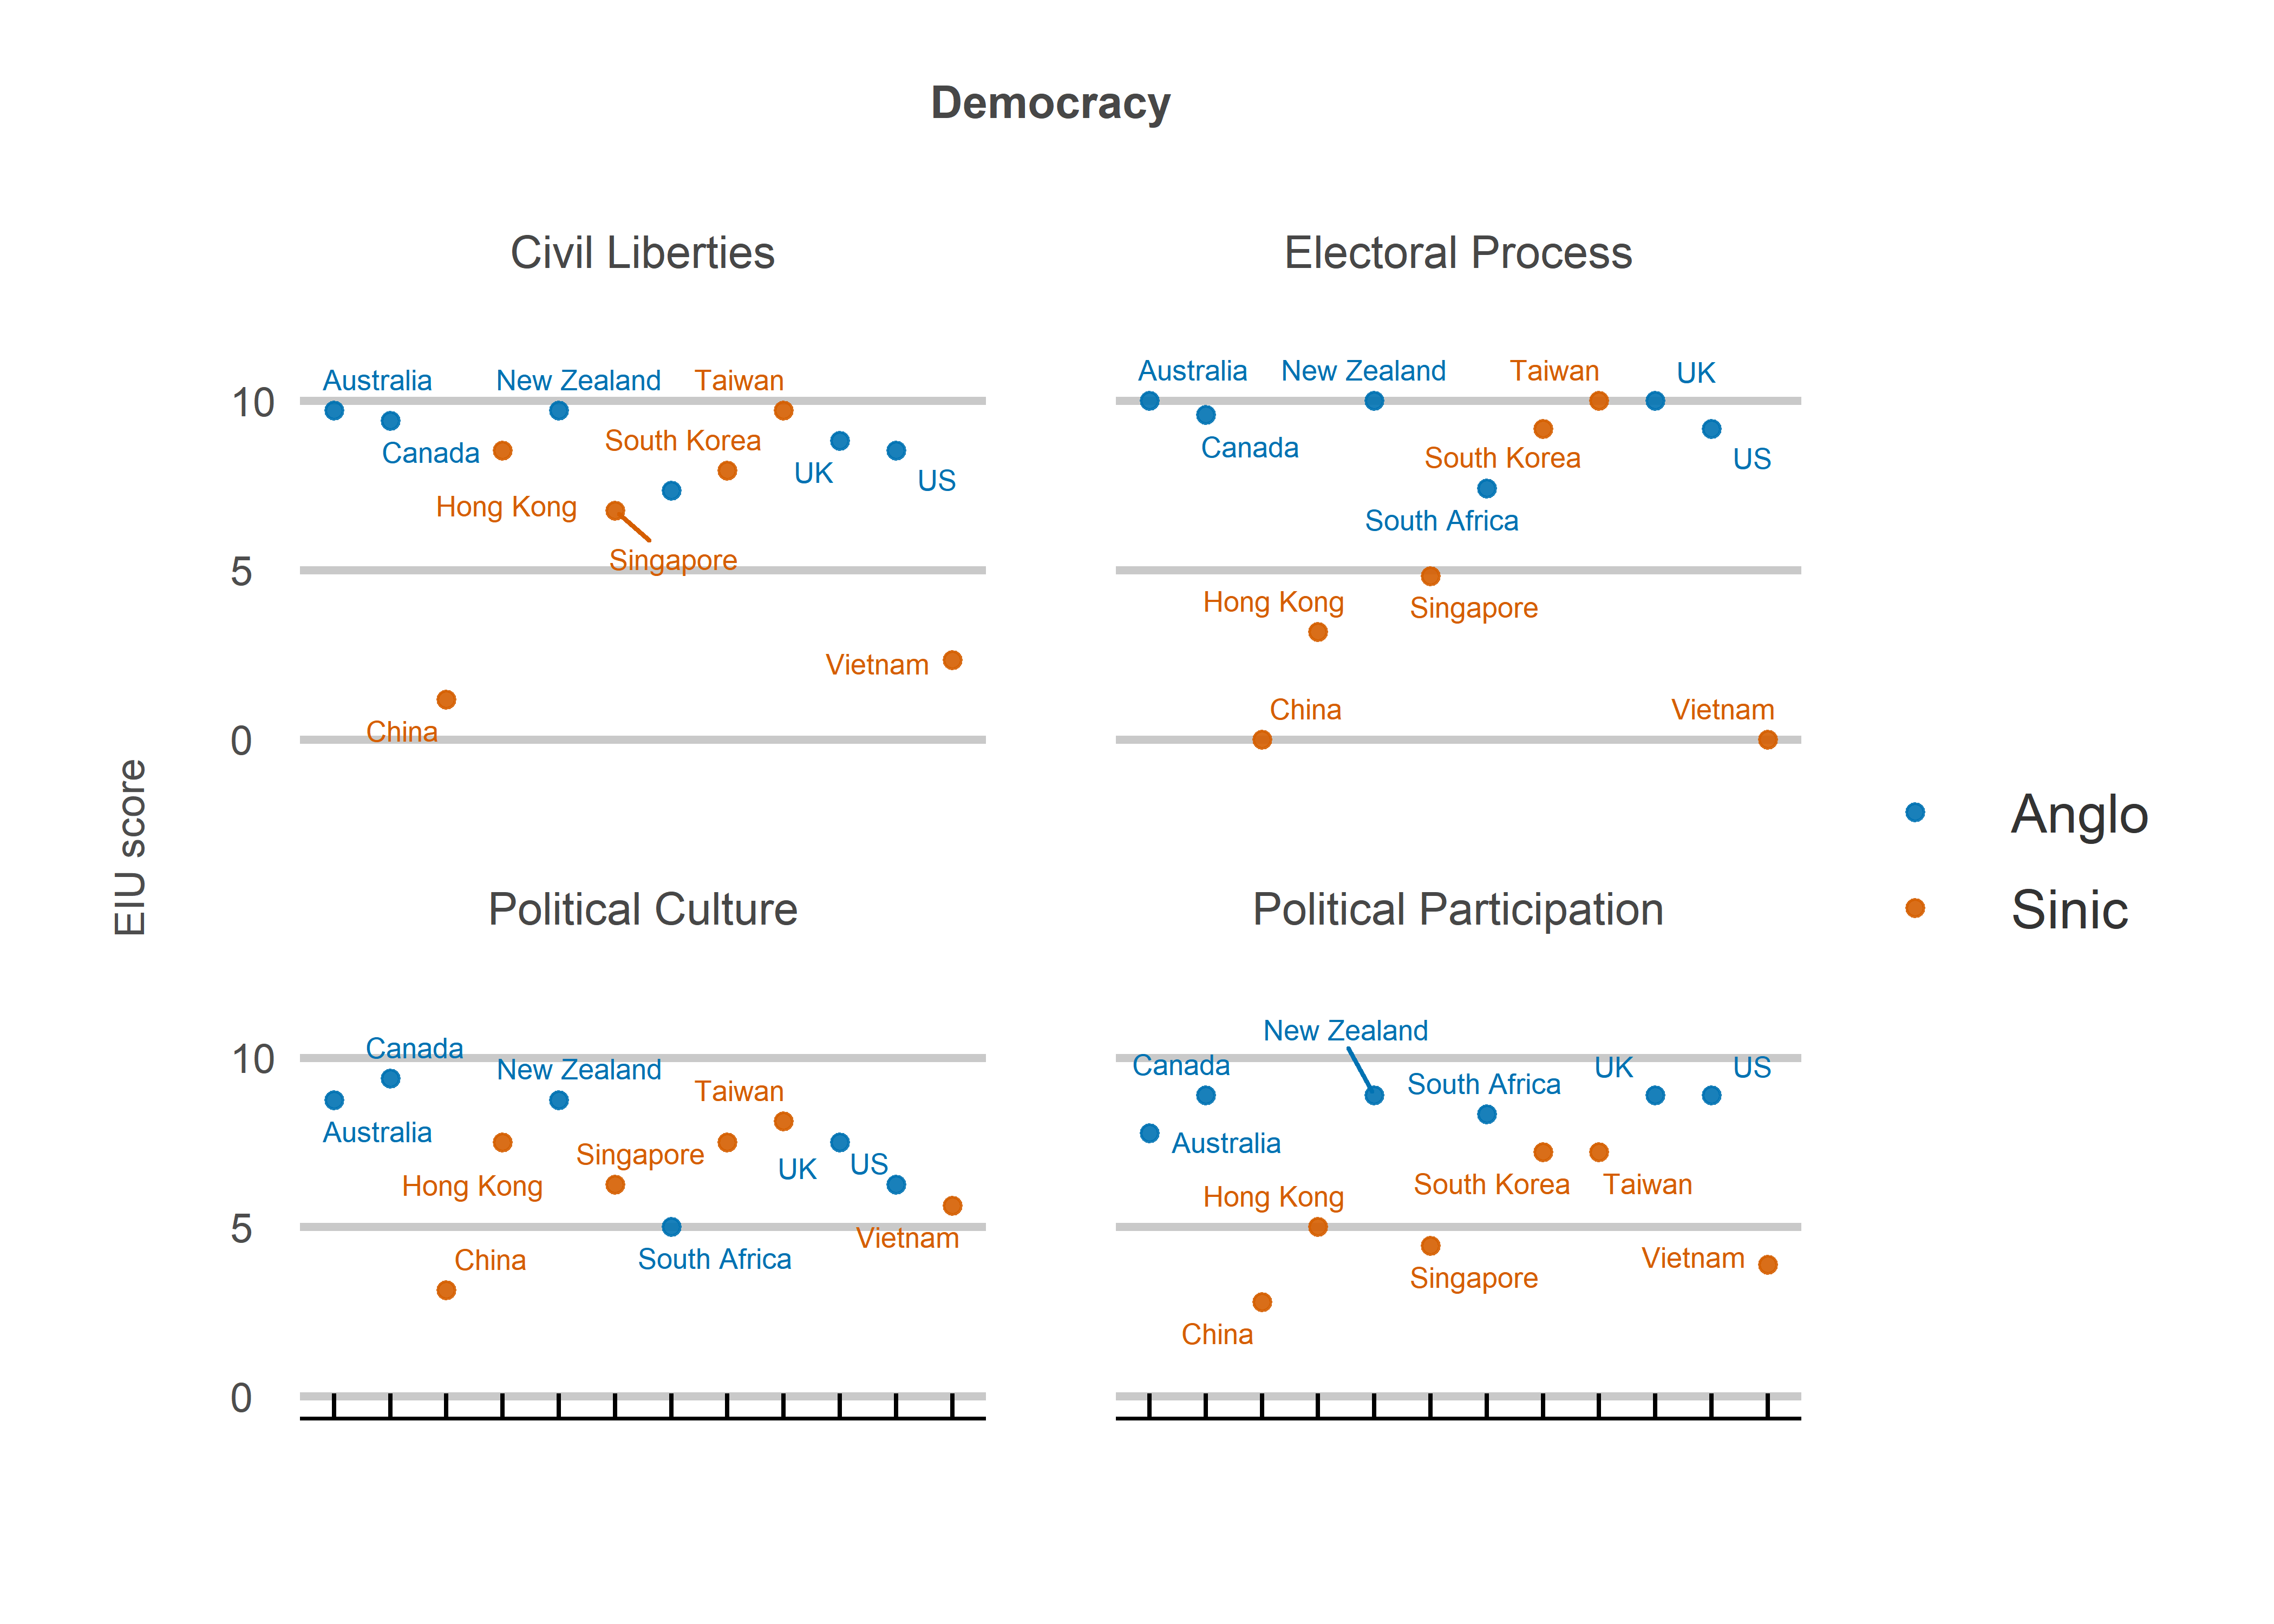 Democracy
Civil Liberties
Electoral Process
Australia
New Zealand
Taiwan
10
Canada
South Korea
UK
US
Hong Kong
Singapore
5
Vietnam
China
0
Australia
New Zealand
Taiwan
UK
Canada
South Korea
US
South Africa
Hong Kong
Singapore
China
Vietnam
EIU score
Anglo
Sinic
Political Culture
Political Participation
Canada
10
New Zealand
Taiwan
Australia
Singapore
UK
US
Hong Kong
5
Vietnam
China
South Africa
0
New Zealand
Canada
UK
US
South Africa
Australia
South Korea
Taiwan
Hong Kong
Vietnam
Singapore
China